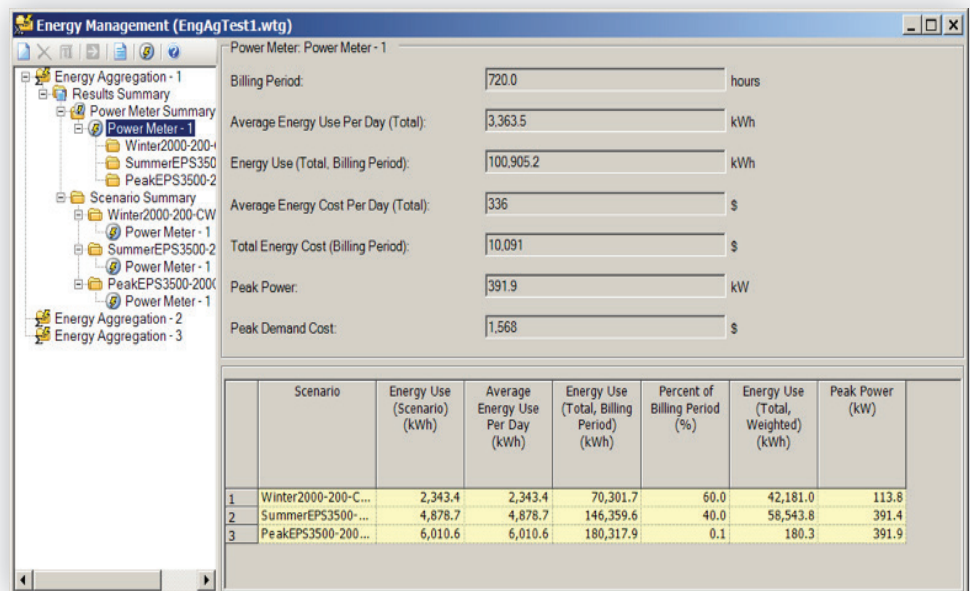 Energy Management (EngAgTest1.wtg)
Energy Aggregation - 1
Results Summary
Power Meter Summary
Power Meter - 1
Winter2000-200-
SummerEPS350
PeakEPS3500-2
Scenario Summary
Winter2000-200-CW
Power Meter - 1
SummerEPS3500-2
Power Meter - 1
PeakEPS3500-200
Power Meter - 1
Energy Aggregation - 2
Energy Aggregation - 3
Power Meter: Power Meter - 1
Billing Period: 720.0 hours
Average Energy Use Per Day (Total): 3,363.5 kWh
Energy Use (Total, Billing Period): 100,905.2 kWh
Average Energy Cost Per Day (Total): 336 $
Total Energy Cost (Billing Period): 10,091 $
Peak Power: 391.9 kW
Peak Demand Cost: 1,568 $
Scenario Energy Use (Scenario) (kWh) Average Energy Use Per Day (kWh) Energy Use (Total, Billing Period) (kWh) Percent of Billing Period (%) Energy Use (Total, Weighted) (kWh) Peak Power (kW)
1 Winter2000-200-C... 2,343.4 2,343.4 70,301.7 60.0 42,181.0 113.8
2 SummerEPS3500-... 4,878.7 4,878.7 146,359.6 40.0 58,543.8 391.4
3 PeakEPS3500-200... 6,010.6 6,010.6 180,317.9 0.1 180.3 391.9